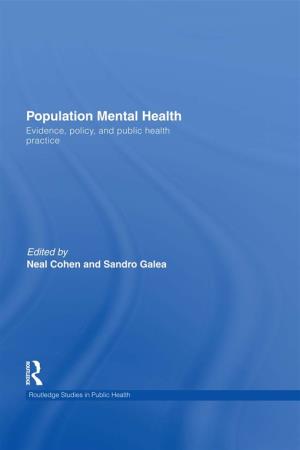 Population Mental Health
Evidence, policy, and public health
practice
Edited by
Neal Cohen and Sandro Galea
Routledge
Routledge Studies in Public Health